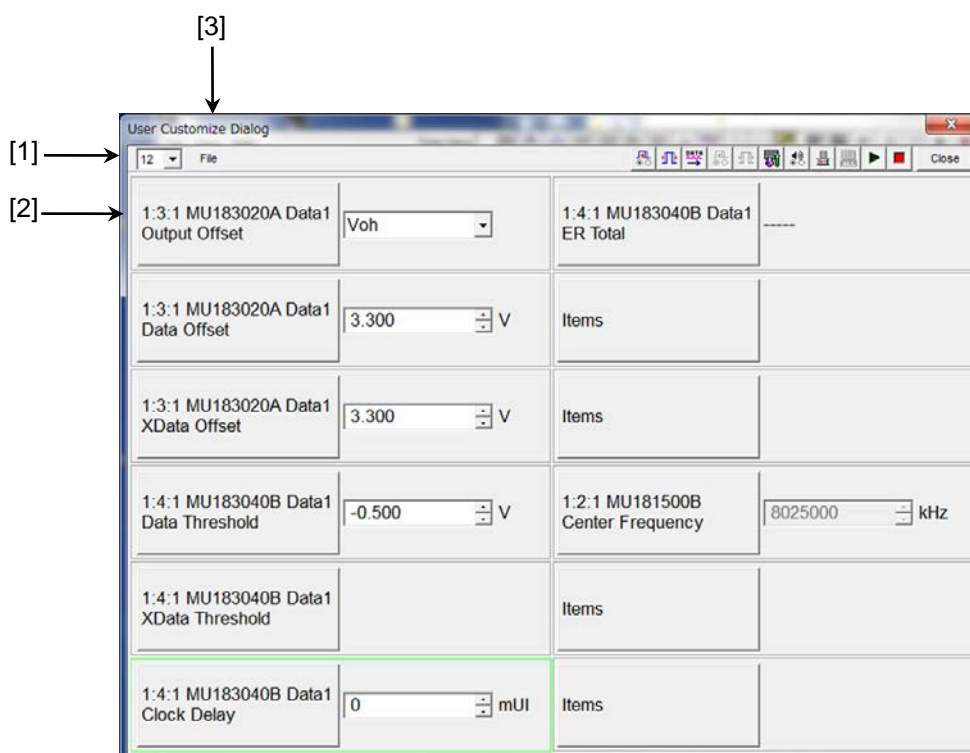 [3]
[1]
[2]
User Customize Dialog
12 File Close
1:3:1 MU183020A Data1
Output Offset
Voh
1:4:1 MU183040B Data1
ER Total
-----
1:3:1 MU183020A Data1
Data Offset
3.300 V
Items
1:3:1 MU183020A Data1
XData Offset
3.300 V
Items
1:4:1 MU183040B Data1
Data Threshold
-0.500 V
1:2:1 MU181500B
Center Frequency
8025000 kHz
1:4:1 MU183040B Data1
XData Threshold
Items
1:4:1 MU183040B Data1
Clock Delay
0 mUI
Items